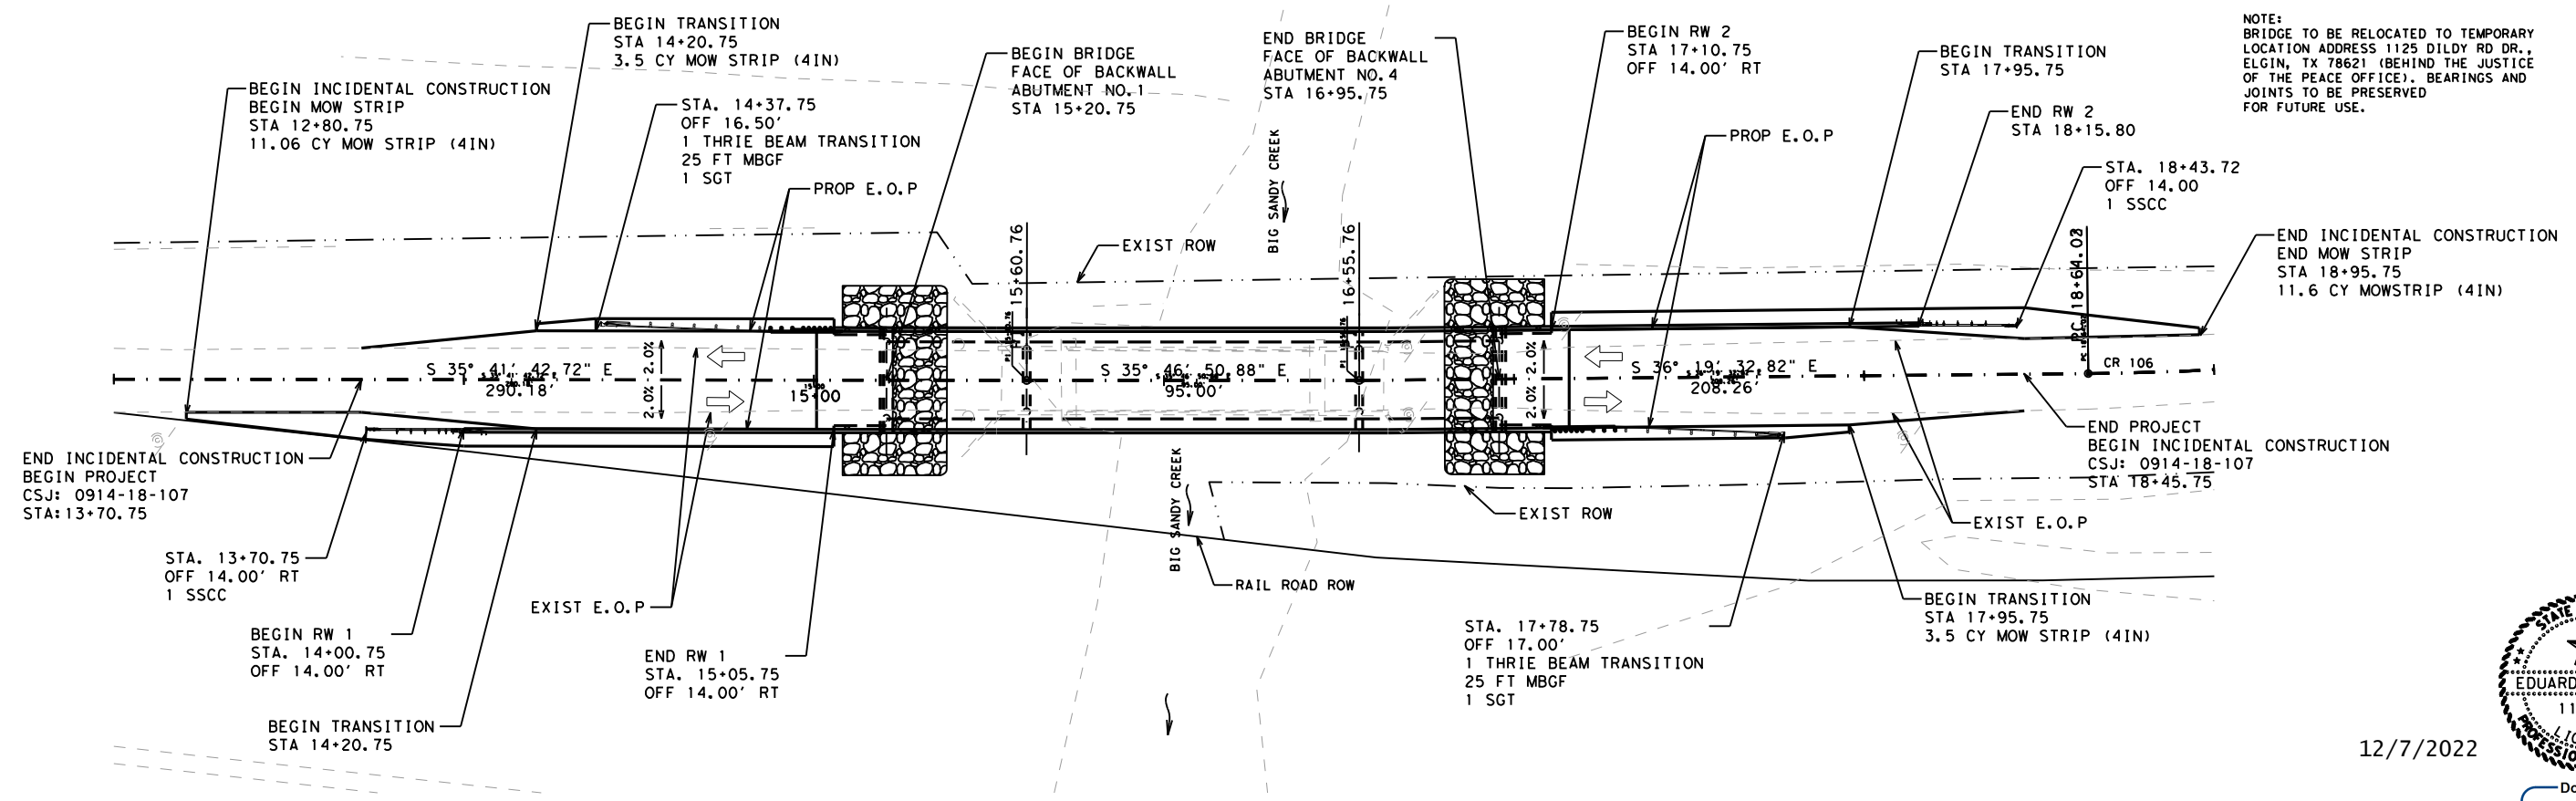 BEGIN TRANSITION
STA 14+20.75
3.5 CY MOW STRIP (4IN)
BEGIN INCIDENTAL CONSTRUCTION
BEGIN MOW STRIP
STA 12+80.75
11.06 CY MOW STRIP (4IN)
STA. 14+37.75
OFF 16.50'
1 THRIE BEAM TRANSITION
25 FT MBGF
1 SGT
PROP E.O.P
BEGIN BRIDGE
FACE OF BACKWALL
ABUTMENT NO.1
STA 15+20.75
END BRIDGE
FACE OF BACKWALL
ABUTMENT NO.4
STA 16+95.75
BIG SANDY CREEK
BEGIN RW 2
STA 17+10.75
OFF 14.00' RT
PROP E.O.P
BEGIN TRANSITION
STA 17+95.75
END RW 2
STA 18+15.80
STA. 18+43.72
OFF 14.00
1 SSCC
NOTE:
BRIDGE TO BE RELOCATED TO TEMPORARY
LOCATION ADDRESS 1125 DILDY RD DR.,
ELGIN, TX 78621 (BEHIND THE JUSTICE
OF THE PEACE OFFICE). BEARINGS AND
JOINTS TO BE PRESERVED
FOR FUTURE USE.
END INCIDENTAL CONSTRUCTION
END MOW STRIP
STA 18+95.75
11.6 CY MOWSTRIP (4IN)
EXIST ROW
15+60.76
16+55.76
PC 18+64.03
S 35° 41' 42.72" E
290.18'
2.0% 2.0%
15+00
S 35° 46' 50.88" E
95.00'
2.0% 2.0%
S 36° 19' 32.82" E
208.26'
CR 106
END INCIDENTAL CONSTRUCTION
BEGIN PROJECT
CSJ: 0914-18-107
STA:13+70.75
STA. 13+70.75
OFF 14.00' RT
1 SSCC
BEGIN RW 1
STA. 14+00.75
OFF 14.00' RT
BEGIN TRANSITION
STA 14+20.75
EXIST E.O.P
END RW 1
STA. 15+05.75
OFF 14.00' RT
BIG SANDY CREEK
RAIL ROAD ROW
EXIST ROW
STA. 17+78.75
OFF 17.00'
1 THRIE BEAM TRANSITION
25 FT MBGF
1 SGT
END PROJECT
BEGIN INCIDENTAL CONSTRUCTION
CSJ: 0914-18-107
STA 18+45.75
EXIST E.O.P
BEGIN TRANSITION
STA 17+95.75
3.5 CY MOW STRIP (4IN)
12/7/2022
STATE
EDUARD
11